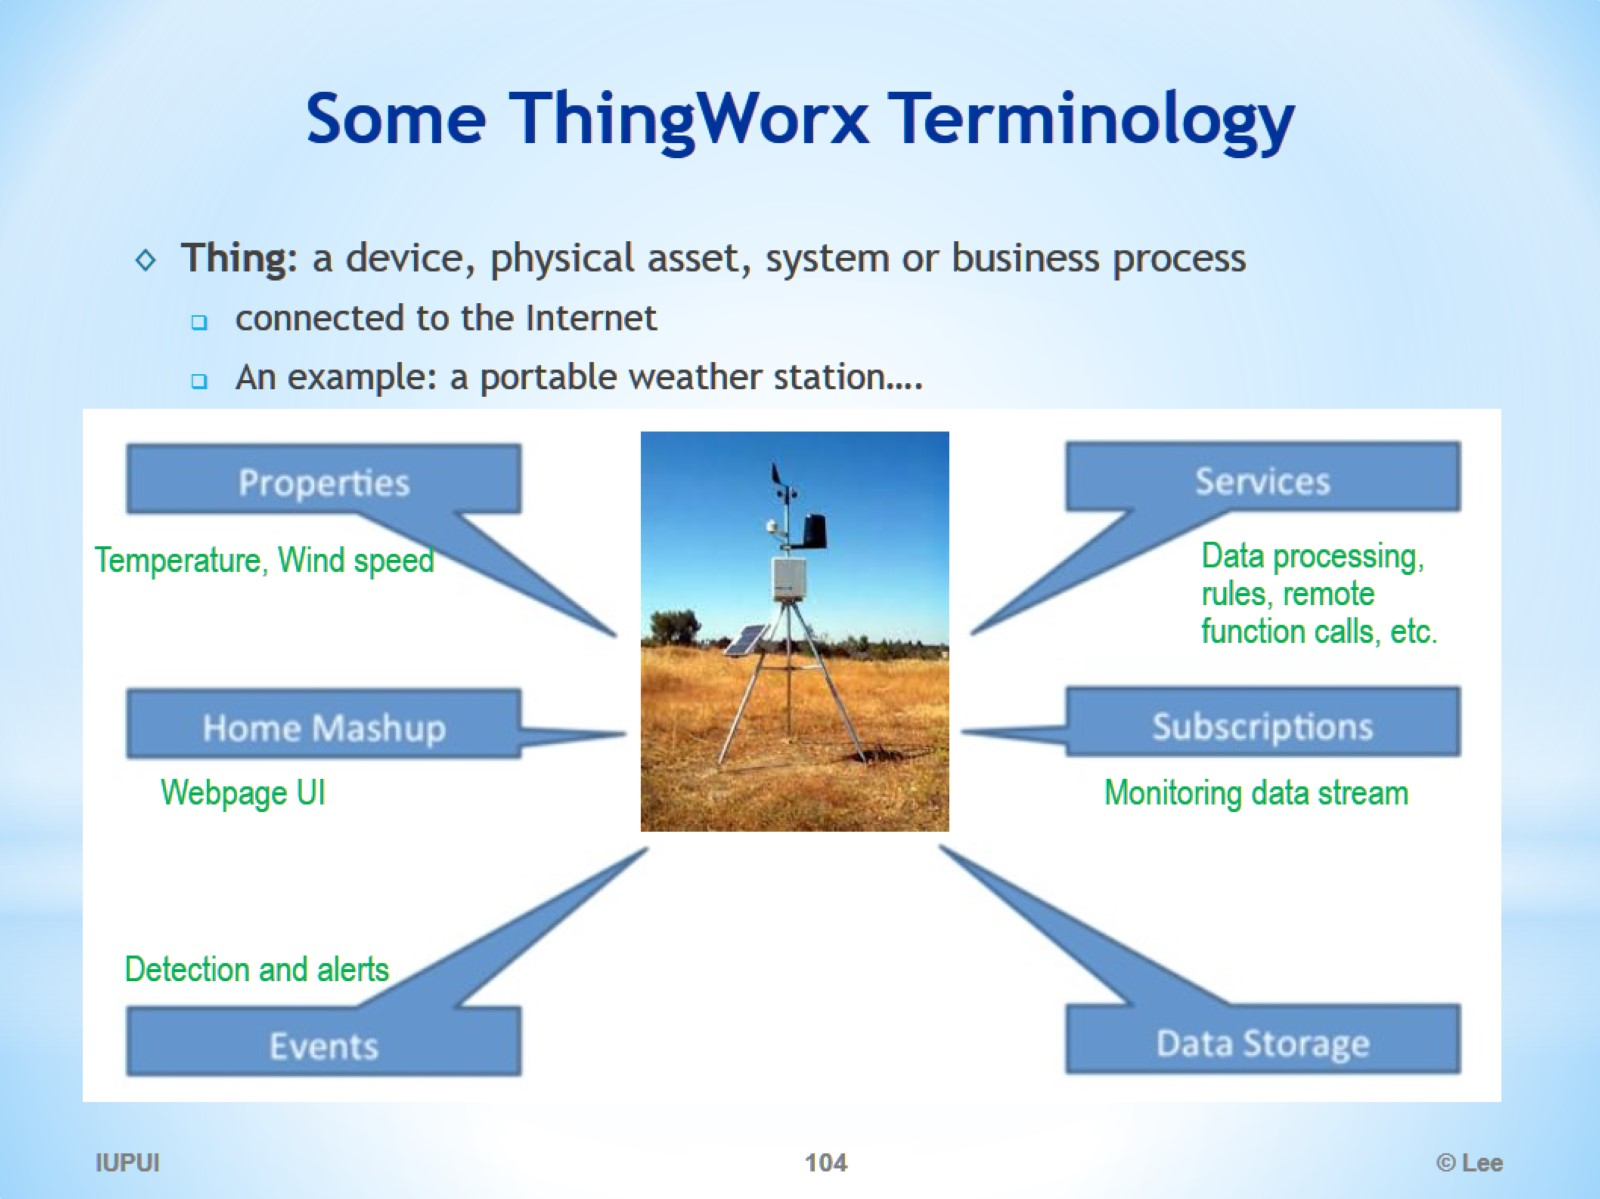 Some ThingWorx Terminology
Thing: a device, physical asset, system or business process
connected to the Internet
An example: a portable weather station....
Properties
Temperature, Wind speed
Home Mashup
Webpage UI
Detection and alerts
Events
Services
Data processing,
rules, remote
function calls, etc.
Subscriptions
Monitoring data stream
Data Storage
IUPUI
104
© Lee